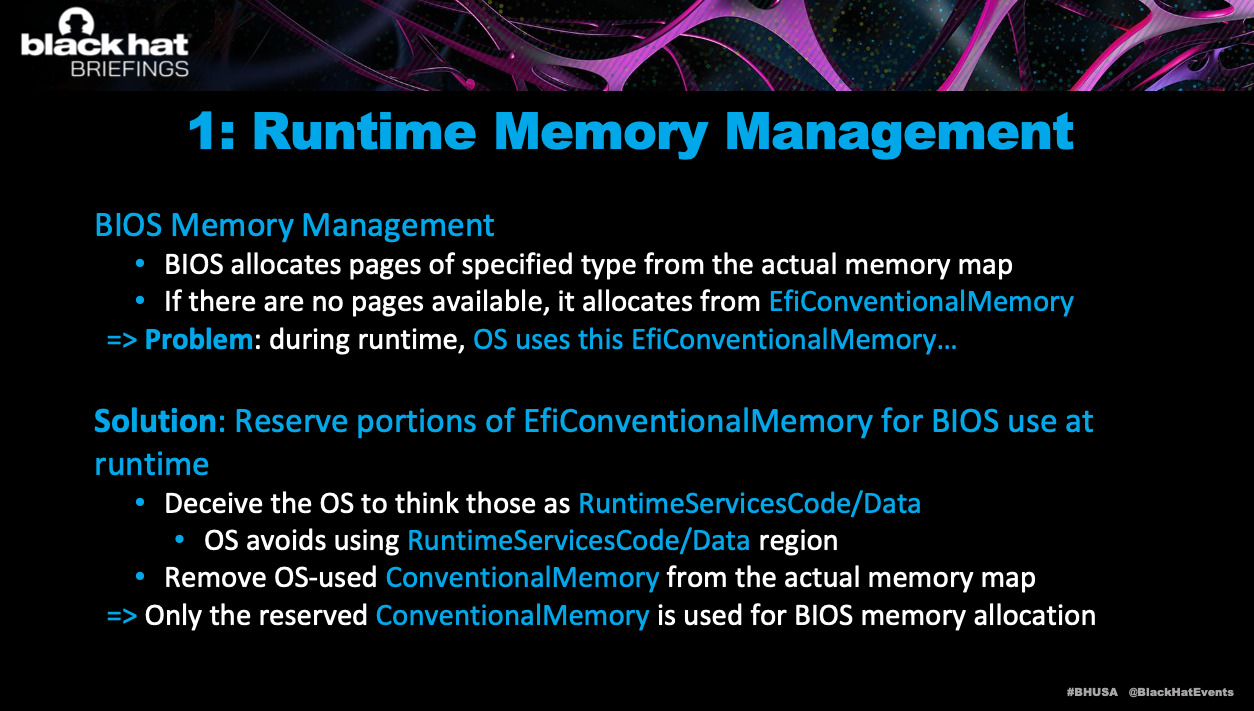 black hat
BRIEFINGS
1: Runtime Memory Management
BIOS Memory Management
• BIOS allocates pages of specified type from the actual memory map
• If there are no pages available, it allocates from EfiConventionalMemory
=> Problem: during runtime, OS uses this EfiConventionalMemory…
Solution: Reserve portions of EfiConventionalMemory for BIOS use at
runtime
• Deceive the OS to think those as RuntimeServicesCode/Data
• OS avoids using RuntimeServicesCode/Data region
• Remove OS-used ConventionalMemory from the actual memory map
=> Only the reserved ConventionalMemory is used for BIOS memory allocation
#BHUSA @BlackHatEvents